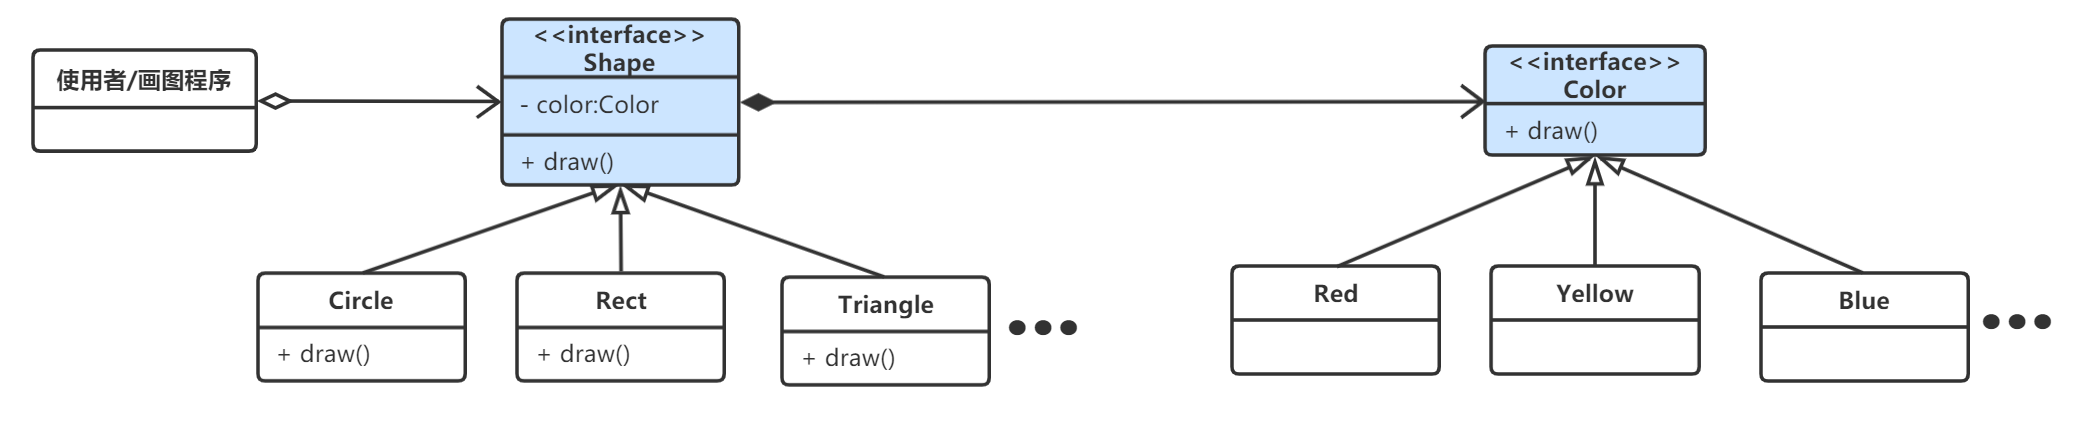 使用者/画图程序
<<interface>>
Shape
- color:Color
+ draw()
<<interface>>
Color
+ draw()
Circle
+ draw()
Rect
+ draw()
Triangle
+ draw()
Red
Yellow
Blue